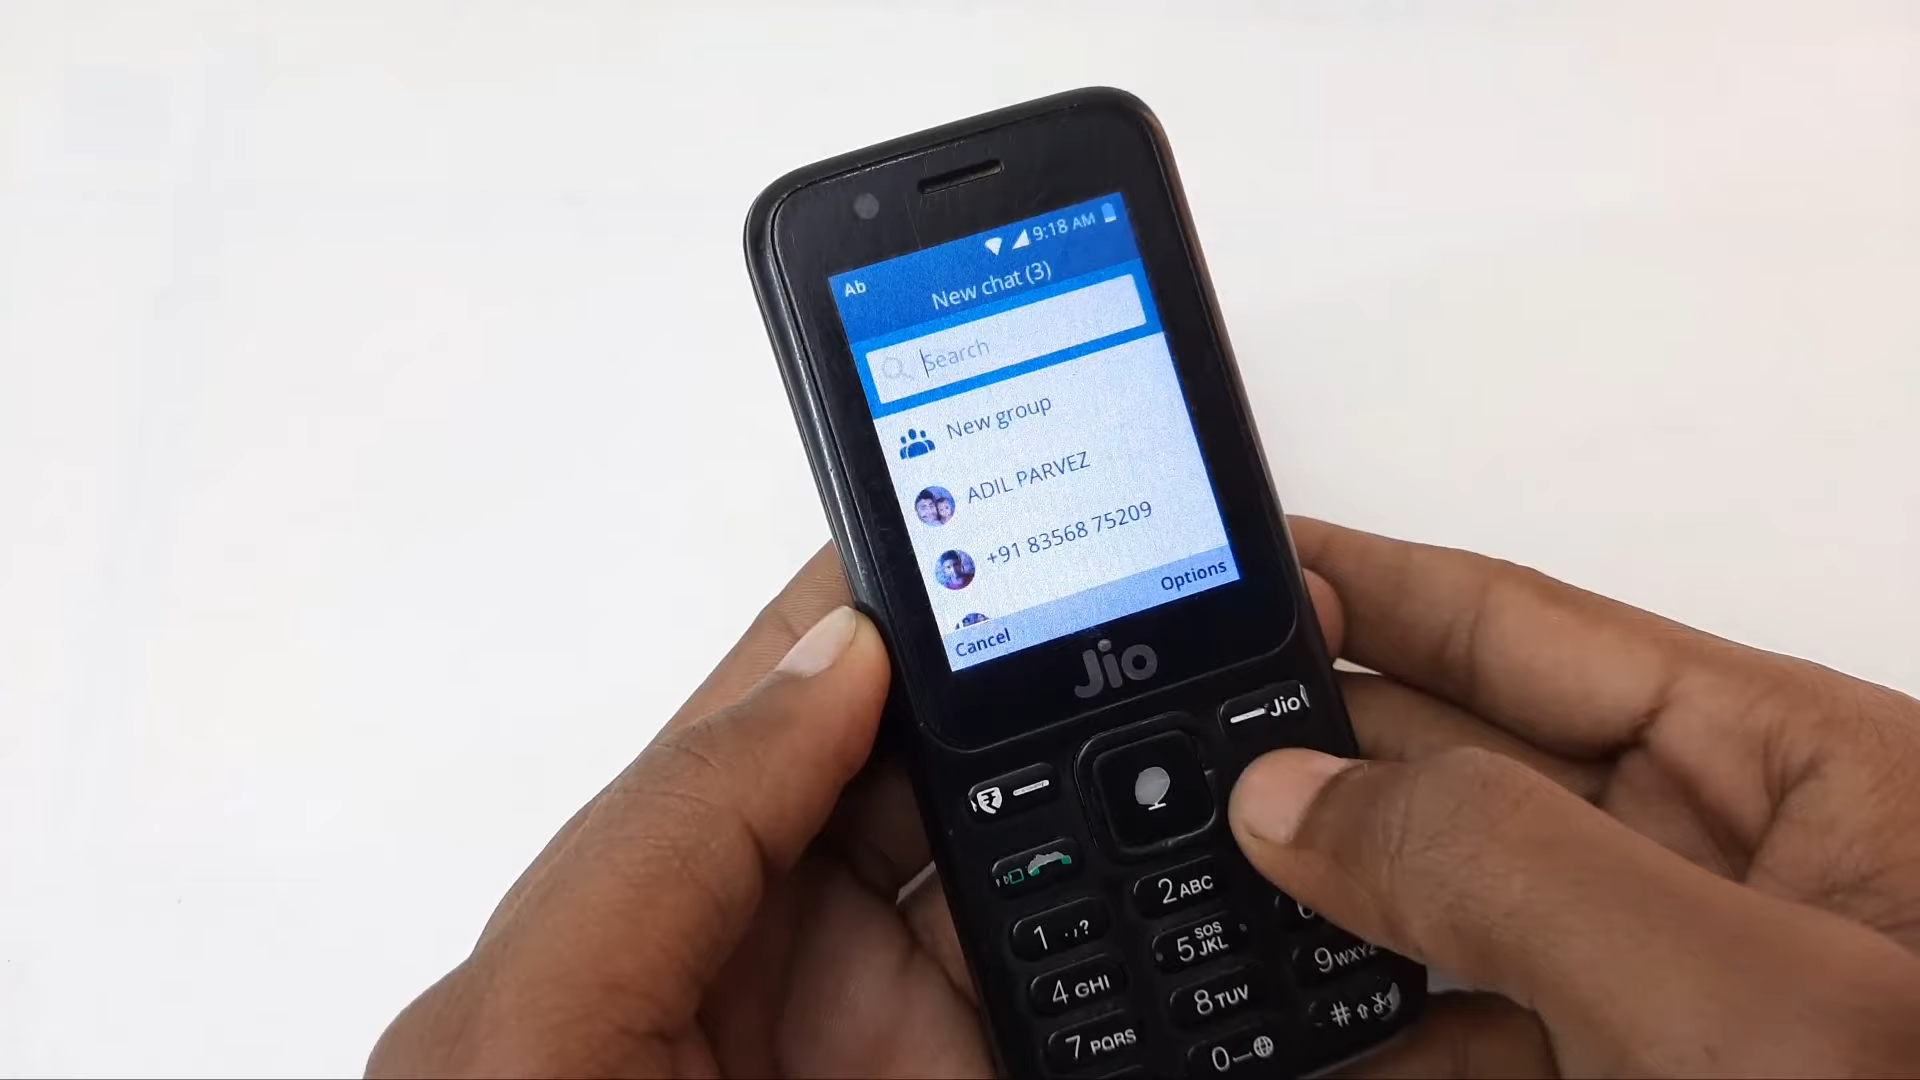 9:18 AM
Ab
New chat (3)
Search
New group
ADIL PARVEZ
+91 83568 75209
Cancel
Options
Jio
Jio
1 .,?
2 ABC
4 GHI
5 SOS JKL
7 PQRS
8 TUV
9 WXYZ
0
#